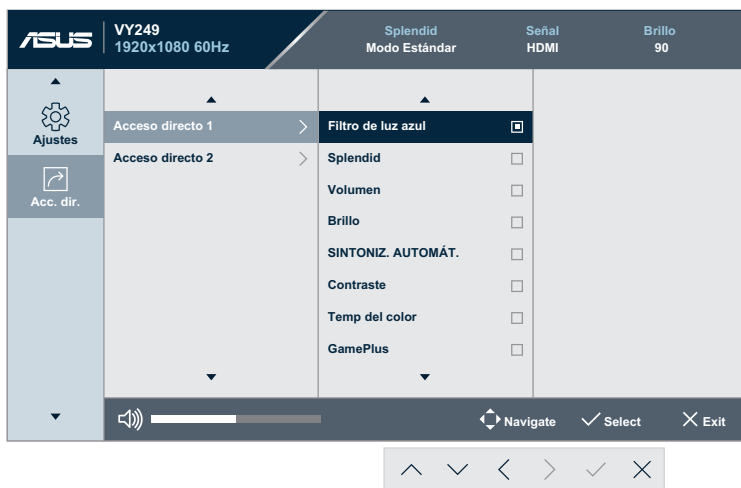 ASUS
VY249
1920x1080 60Hz
Splendid
Modo Estándar
Señal
HDMI
Brillo
90
Ajustes
Acc. dir.
Acceso directo 1
Acceso directo 2
Filtro de luz azul
Splendid
Volumen
Brillo
SINTONIZ. AUTOMÁT.
Contraste
Temp del color
GamePlus
Navigate
Select
Exit